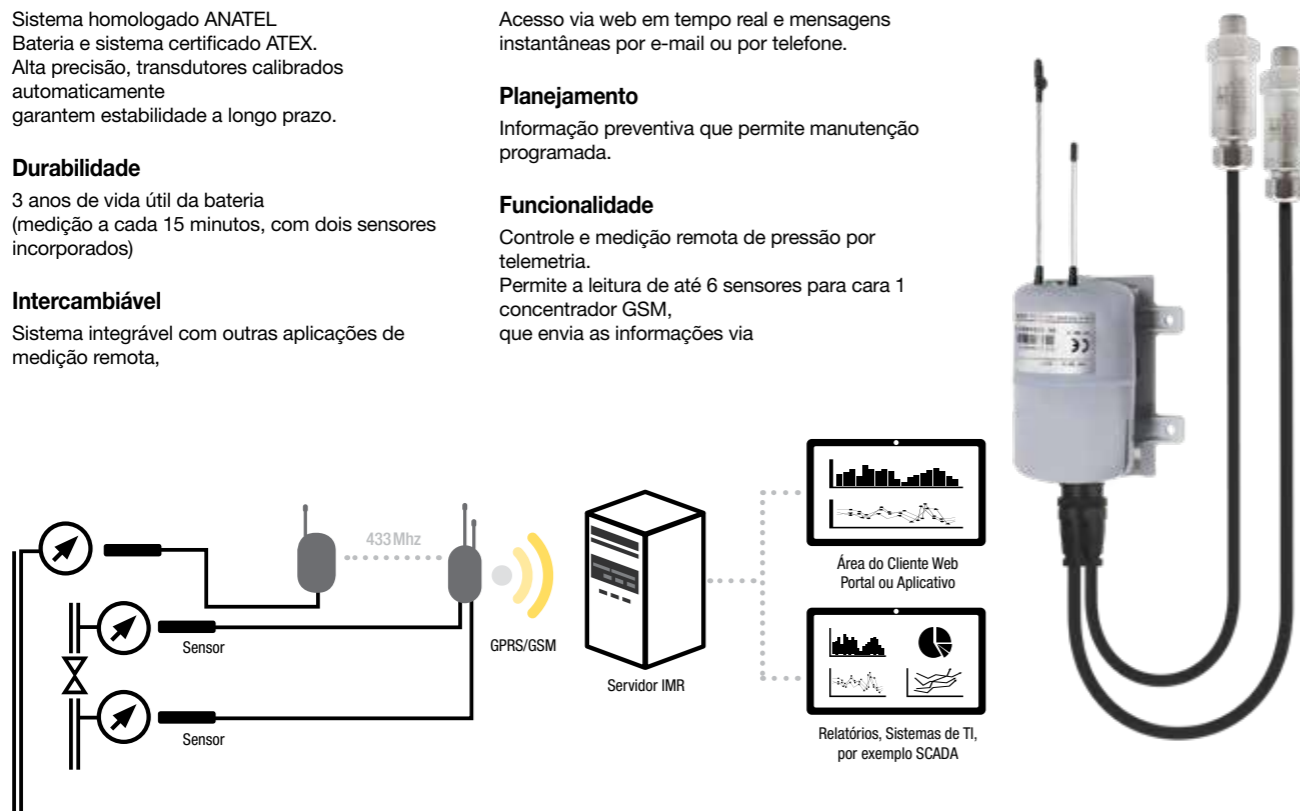 Sistema homologado ANATEL
Bateria e sistema certificado ATEX.
Alta precisão, transdutores calibrados
automaticamente
garantem estabilidade a longo prazo.
Durabilidade
3 anos de vida útil da bateria
(medição a cada 15 minutos, com dois sensores
incorporados)
Intercambiável
Sistema integrável com outras aplicações de
medição remota,
Acesso via web em tempo real e mensagens
instantâneas por e-mail ou por telefone.
Planejamento
Informação preventiva que permite manutenção
programada.
Funcionalidade
Controle e medição remota de pressão por
telemetria.
Permite a leitura de até 6 sensores para cara 1
concentrador GSM,
que envia as informações via
433 Mhz
Sensor
Sensor
GPRS/GSM
Servidor IMR
Área do Cliente Web
Portal ou Aplicativo
Relatórios, Sistemas de TI,
por exemplo SCADA
CE